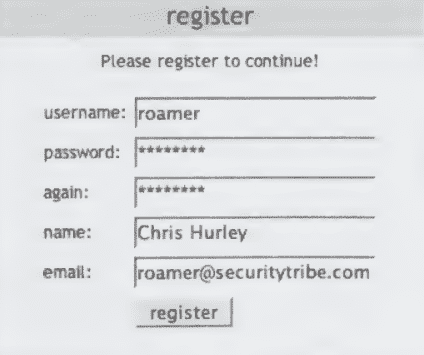 register
Please register to continue!
username: roamer
password: ********
again: ********
name: Chris Hurley
email: roamer@securitytribe.com
register